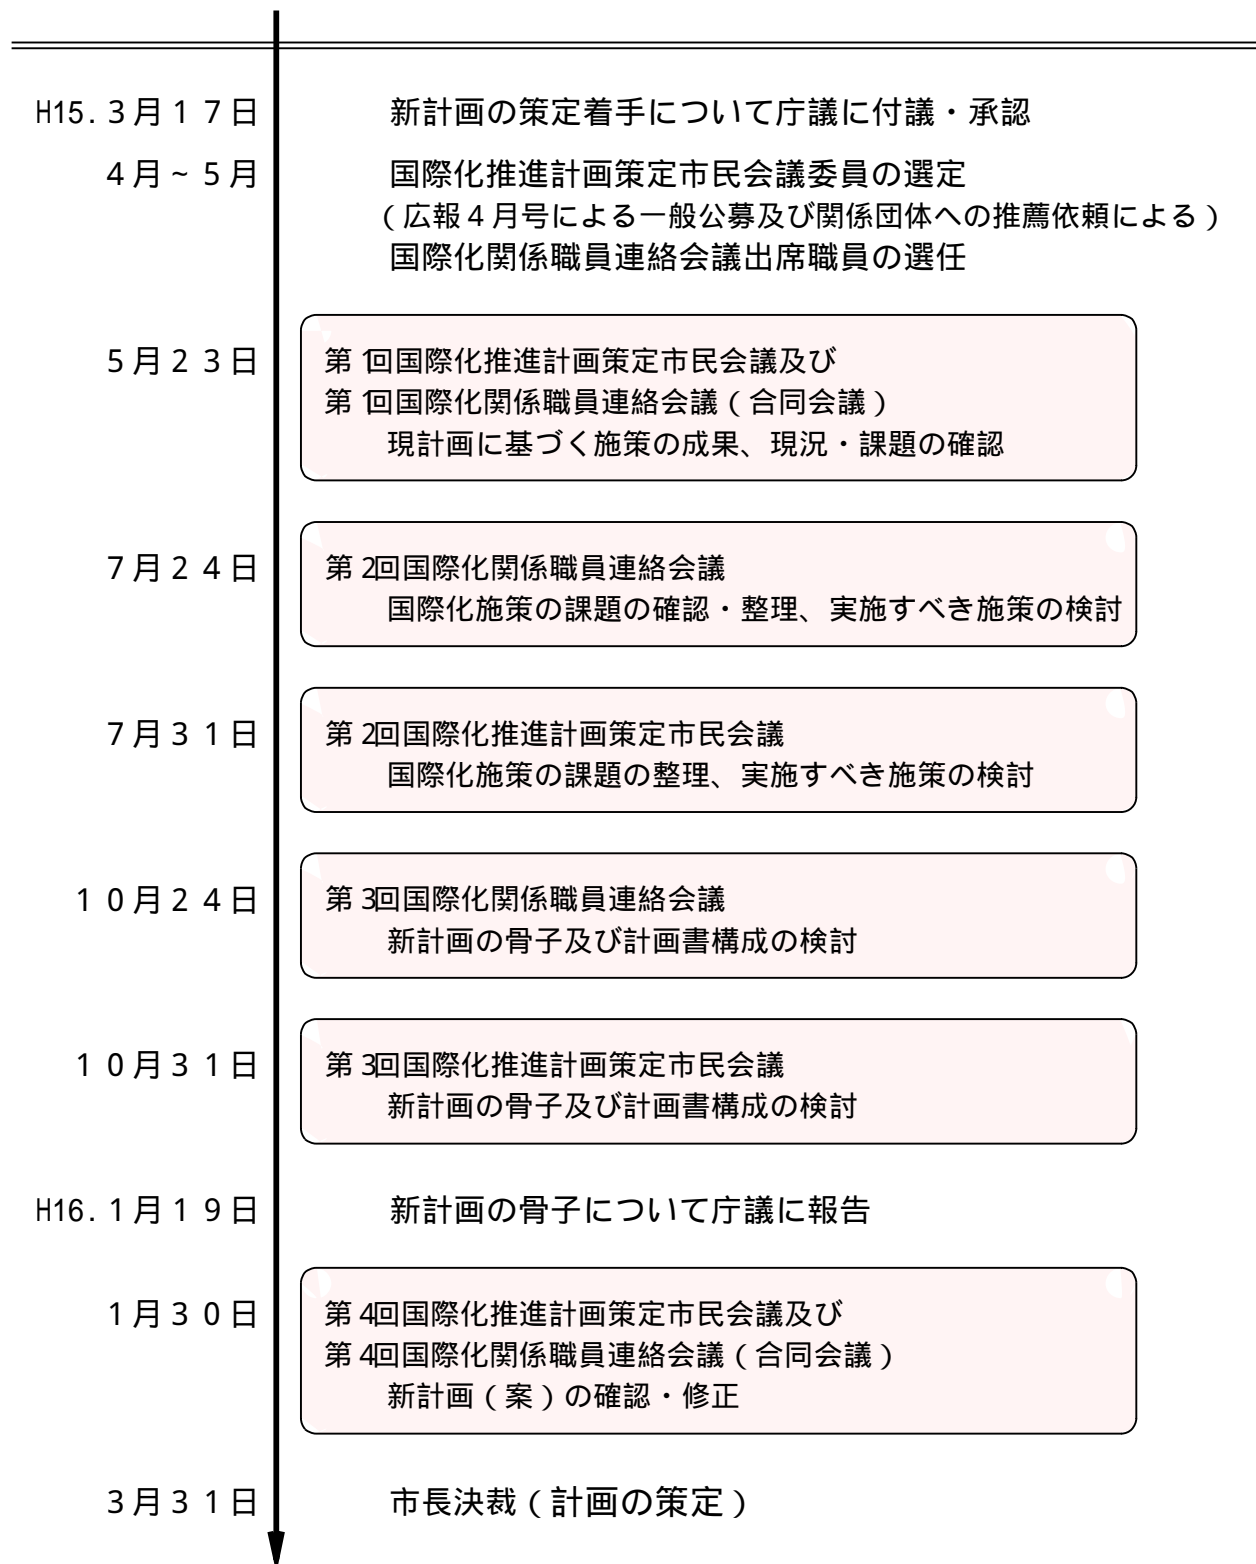 H15.3月17日 新計画の策定着手について庁議に付議・承認
4月~5月 国際化推進計画策定市民会議委員の選定
(広報4月号による一般公募及び関係団体への推薦依頼による)
国際化関係職員連絡会議出席職員の選任
5月23日 第1回国際化推進計画策定市民会議及び
第1回国際化関係職員連絡会議(合同会議)
現計画に基づく施策の成果、現況・課題の確認
7月24日 第2回国際化関係職員連絡会議
国際化施策の課題の確認・整理、実施すべき施策の検討
7月31日 第2回国際化推進計画策定市民会議
国際化施策の課題の整理、実施すべき施策の検討
10月24日 第3回国際化関係職員連絡会議
新計画の骨子及び計画書構成の検討
10月31日 第3回国際化推進計画策定市民会議
新計画の骨子及び計画書構成の検討
H16.1月19日 新計画の骨子について庁議に報告
1月30日 第4回国際化推進計画策定市民会議及び
第4回国際化関係職員連絡会議(合同会議)
新計画(案)の確認・修正
3月31日 市長決裁(計画の策定)